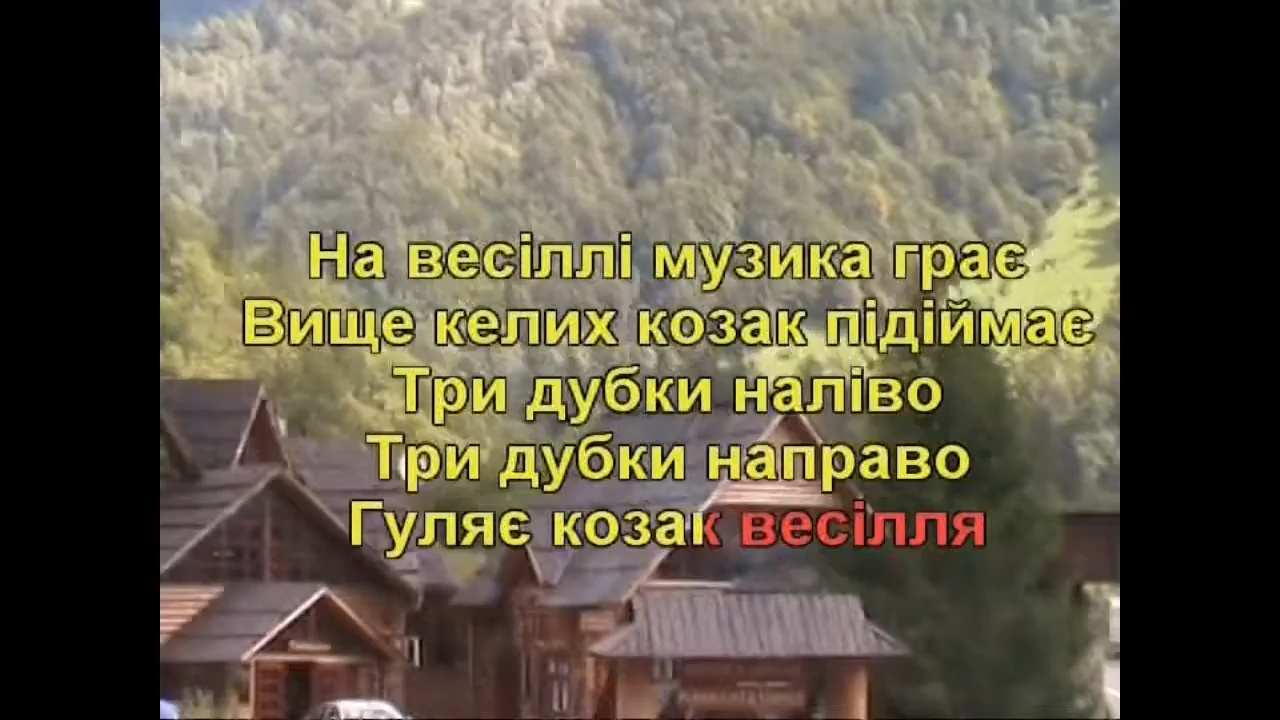 На весіллі музика грає
Вище келих козак підіймає
Три дубки наліво
Три дубки направо
Гуляє козак весілля